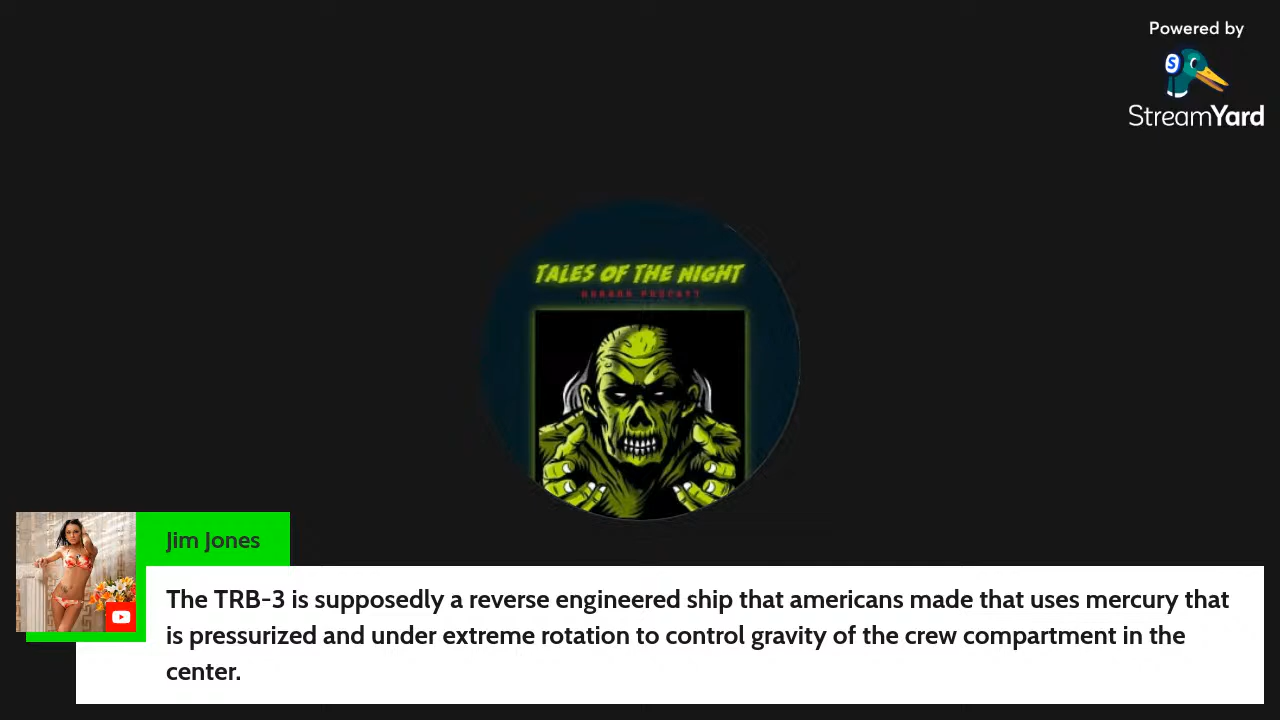 Powered by
StreamYard
TALES OF THE NIGHT
HORROR PODCAST
Jim Jones
The TRB-3 is supposedly a reverse engineered ship that americans made that uses mercury that
is pressurized and under extreme rotation to control gravity of the crew compartment in the
center.